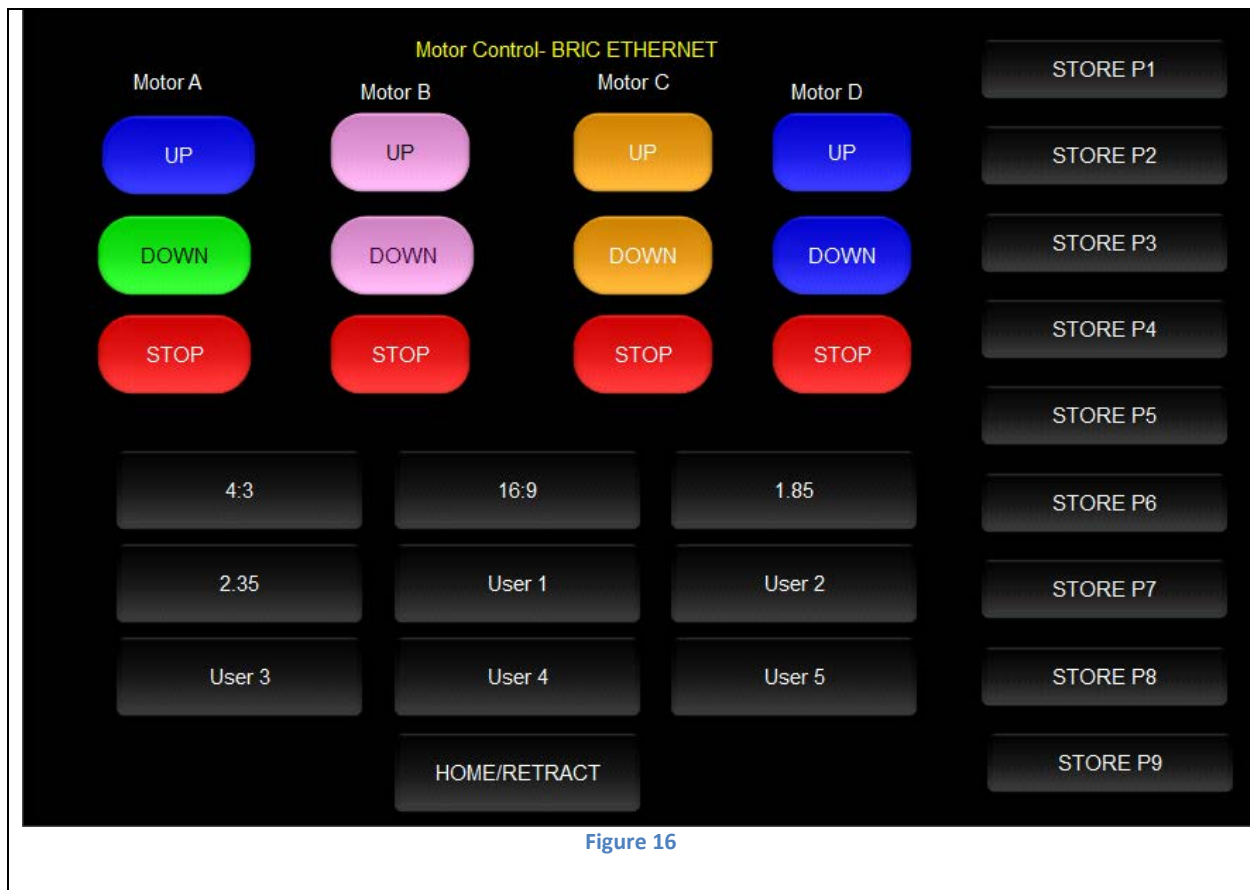 Motor Control- BRIC ETHERNET
Motor A
Motor B
Motor C
Motor D
UP
UP
UP
UP
DOWN
DOWN
DOWN
DOWN
STOP
STOP
STOP
STOP
4:3
16:9
1.85
2.35
User 1
User 2
User 3
User 4
User 5
HOME/RETRACT
STORE P1
STORE P2
STORE P3
STORE P4
STORE P5
STORE P6
STORE P7
STORE P8
STORE P9
Figure 16